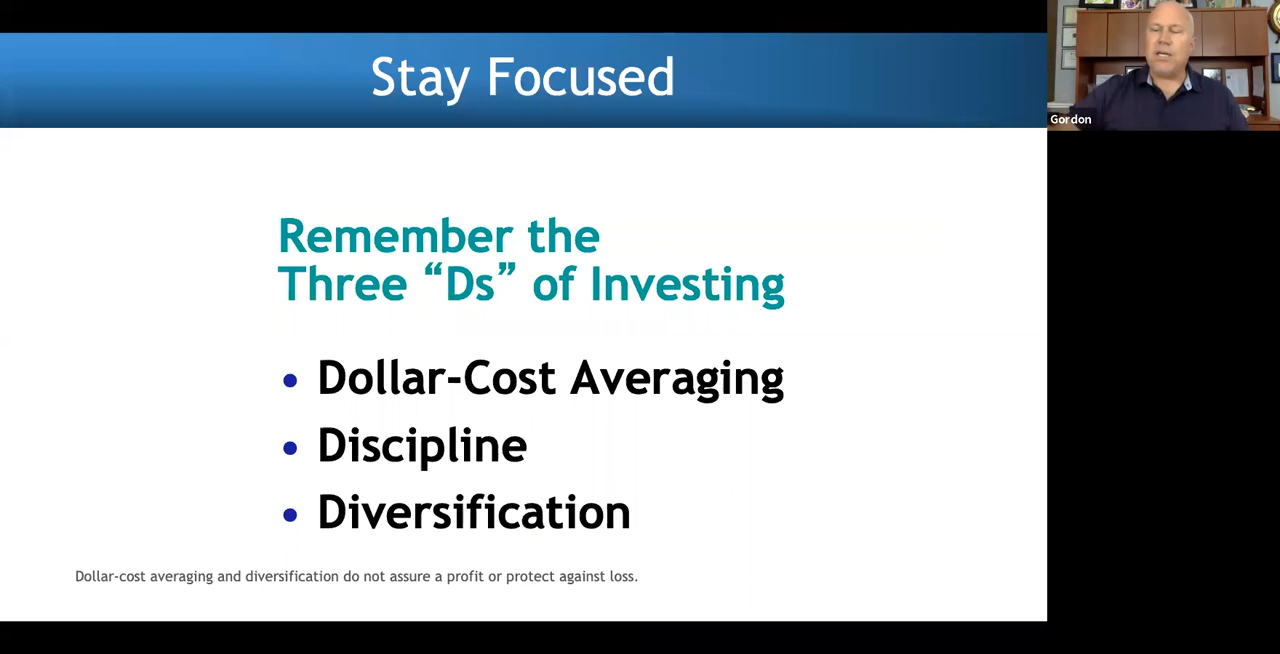 Stay Focused
Gordon
Remember the
Three “Ds” of Investing
• Dollar-Cost Averaging
• Discipline
• Diversification
Dollar-cost averaging and diversification do not assure a profit or protect against loss.